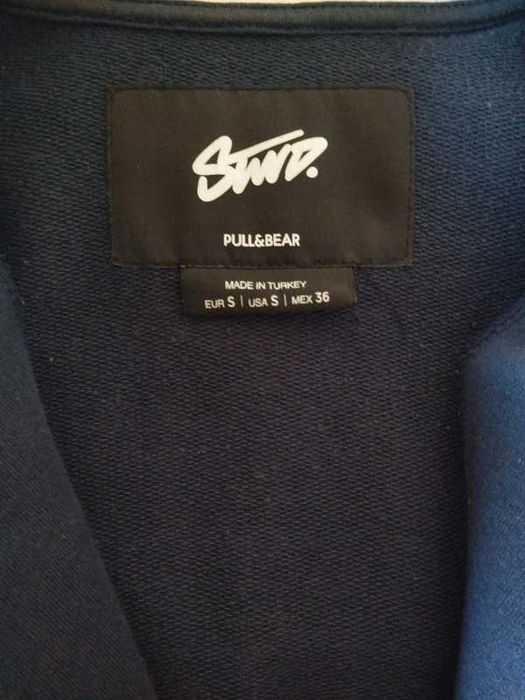 STWD.
PULL&BEAR
MADE IN TURKEY
EUR S | USA S | MEX 36